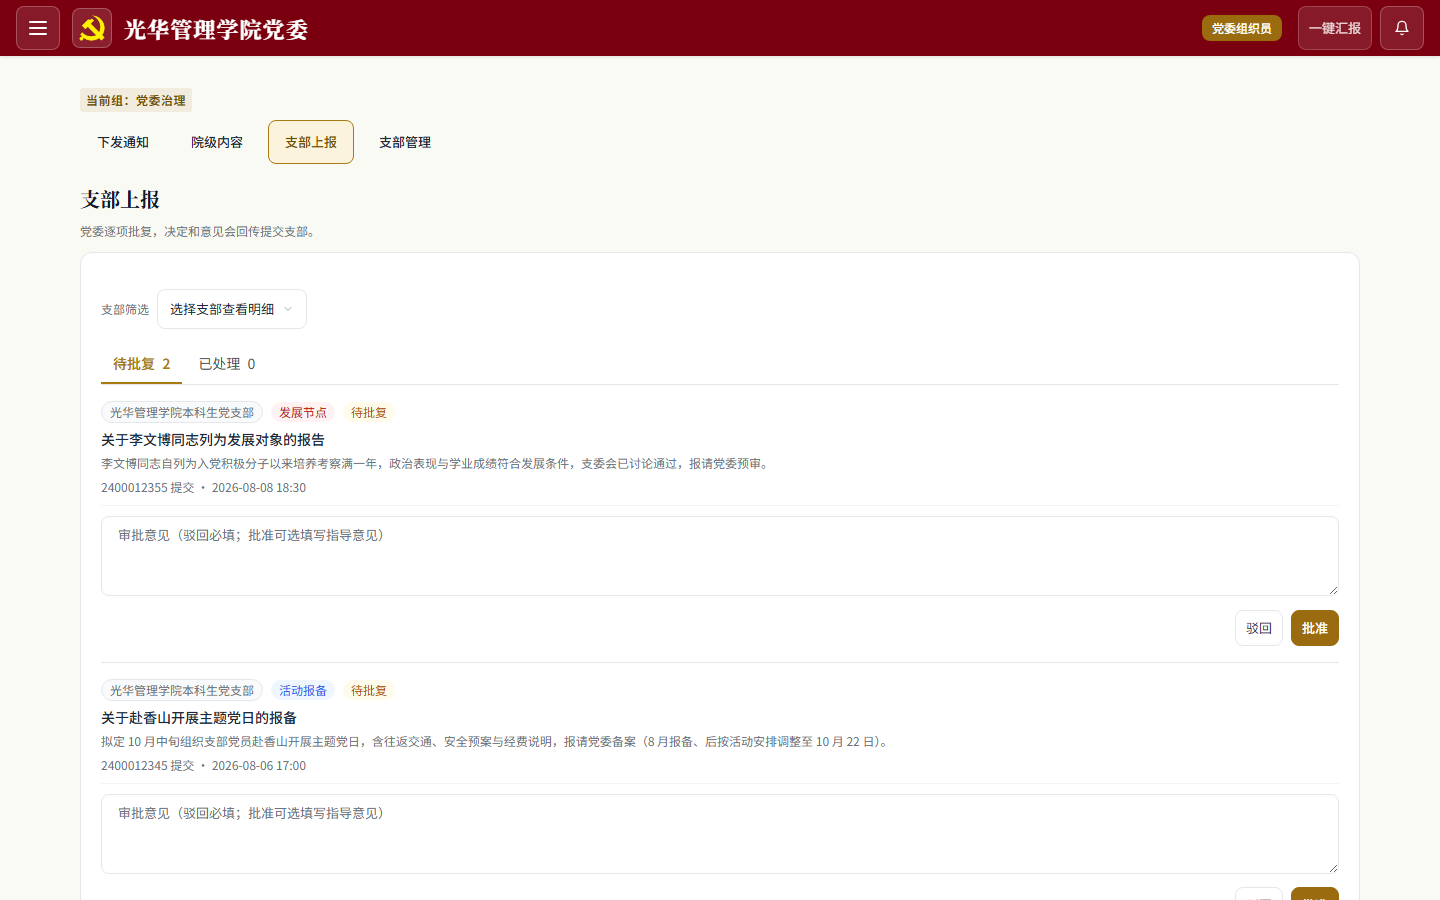 光华管理学院党委
党委组织员
一键汇报
当前组：党委治理
下发通知 院级内容 支部上报 支部管理
支部上报
党委逐项批复，决定和意见会回传提交支部。
支部筛选 选择支部查看明细
待批复 2 已处理 0
光华管理学院本科生党支部 发展节点 待批复
关于李文博同志列为发展对象的报告
李文博同志自列为入党积极分子以来培养考察满一年，政治表现与学业成绩符合发展条件，支委会已讨论通过，报请党委预审。
2400012355 提交 · 2026-08-08 18:30
审批意见（驳回必填；批准可选填写指导意见）
驳回 批准
光华管理学院本科生党支部 活动报备 待批复
关于赴香山开展主题党日的报备
拟定 10 月中旬组织支部党员赴香山开展主题党日，含往返交通、安全预案与经费说明，报请党委备案（8 月报备、后按活动安排调整至 10 月 22 日）。
2400012345 提交 · 2026-08-06 17:00
审批意见（驳回必填；批准可选填写指导意见）